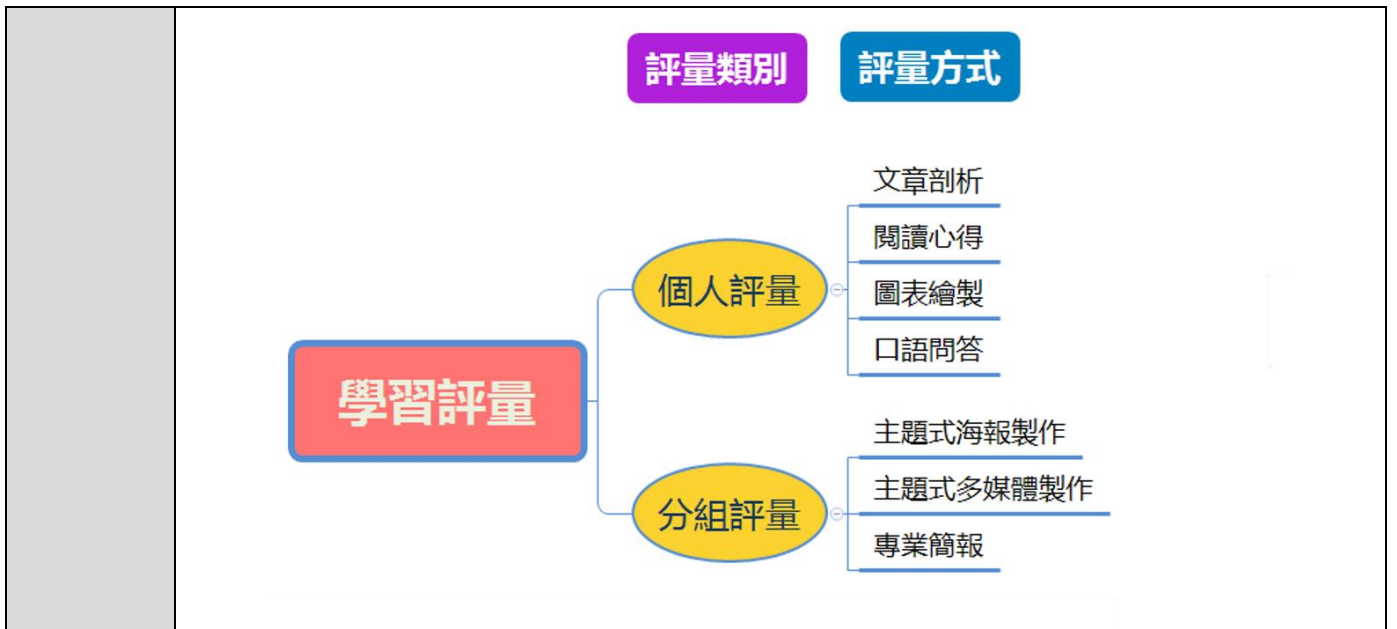 評量類別
評量方式
學習評量
個人評量
文章剖析
閱讀心得
圖表繪製
口語問答
分組評量
主題式海報製作
主題式多媒體製作
專業簡報